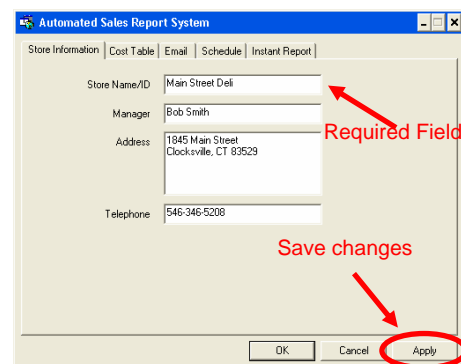 Automated Sales Report System
Store Information Cost Table Email Schedule Instant Report
Store Name/ID Main Street Deli
Required Field
Manager Bob Smith
Address 1845 Main Street
Clocksville, CT 83529
Telephone 546-346-5208
Save changes
OK Cancel Apply